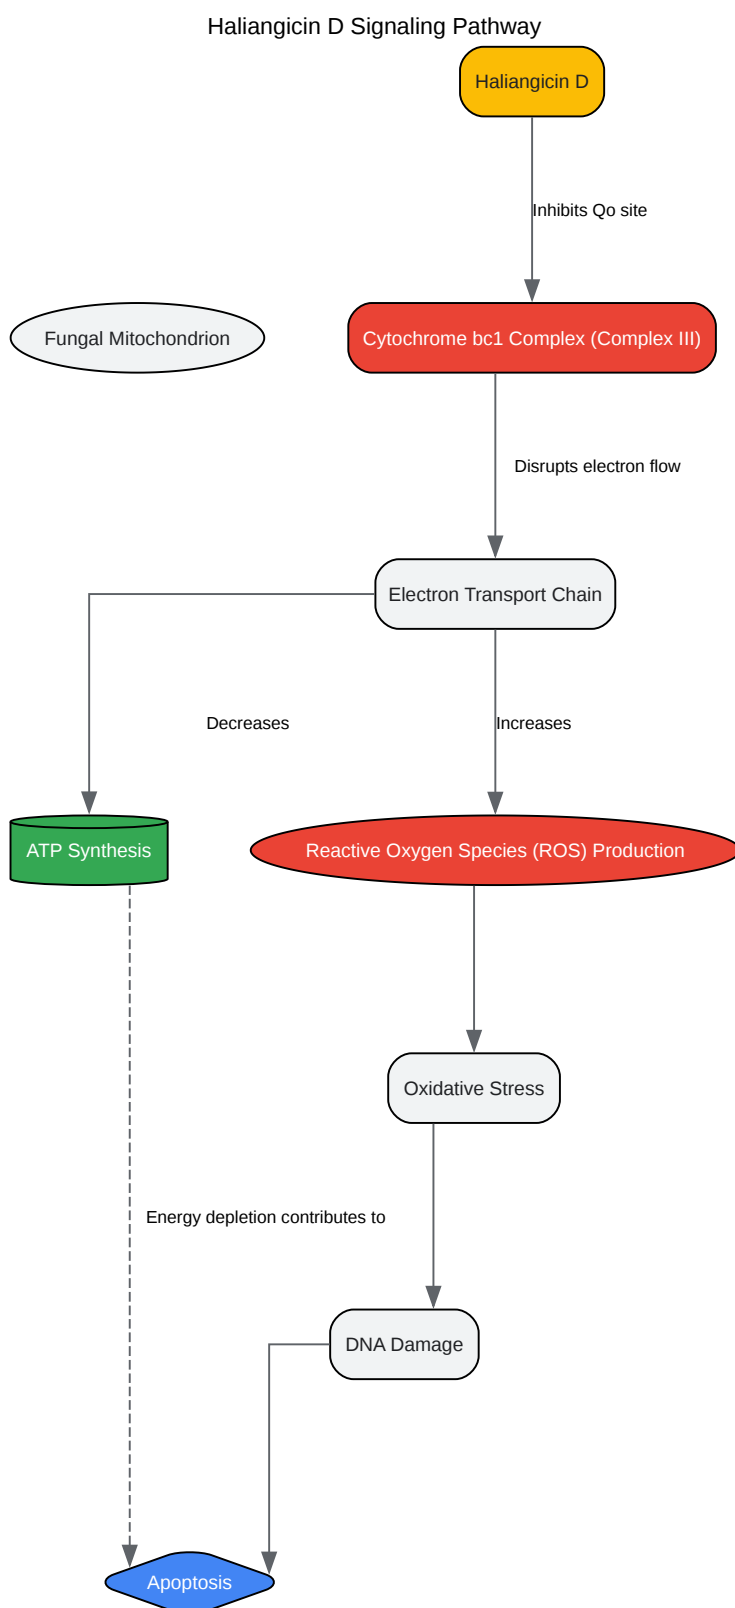 Haliangicin D Signaling Pathway
Haliangicin D
Inhibits Qo site
Fungal Mitochondrion
Cytochrome bc1 Complex (Complex III)
Disrupts electron flow
Electron Transport Chain
Decreases
Increases
ATP Synthesis
Reactive Oxygen Species (ROS) Production
Oxidative Stress
Energy depletion contributes to
DNA Damage
Apoptosis